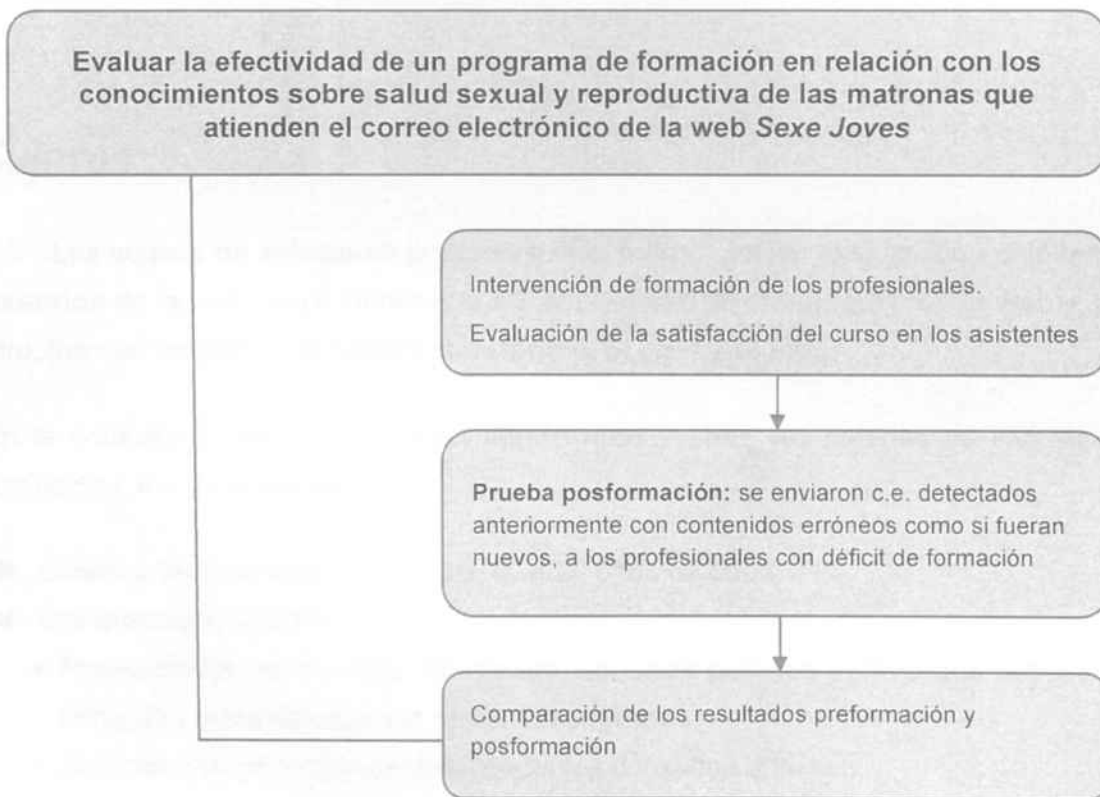 Evaluar la efectividad de un programa de formación en relación con los
conocimientos sobre salud sexual y reproductiva de las matronas que
atienden el correo electrónico de la web Sexe Joves
Intervención de formación de los profesionales.
Evaluación de la satisfacción del curso en los asistentes
Prueba posformación: se enviaron c.e. detectados
anteriormente con contenidos erróneos como si fueran
nuevos, a los profesionales con déficit de formación
Comparación de los resultados preformación y
posformación